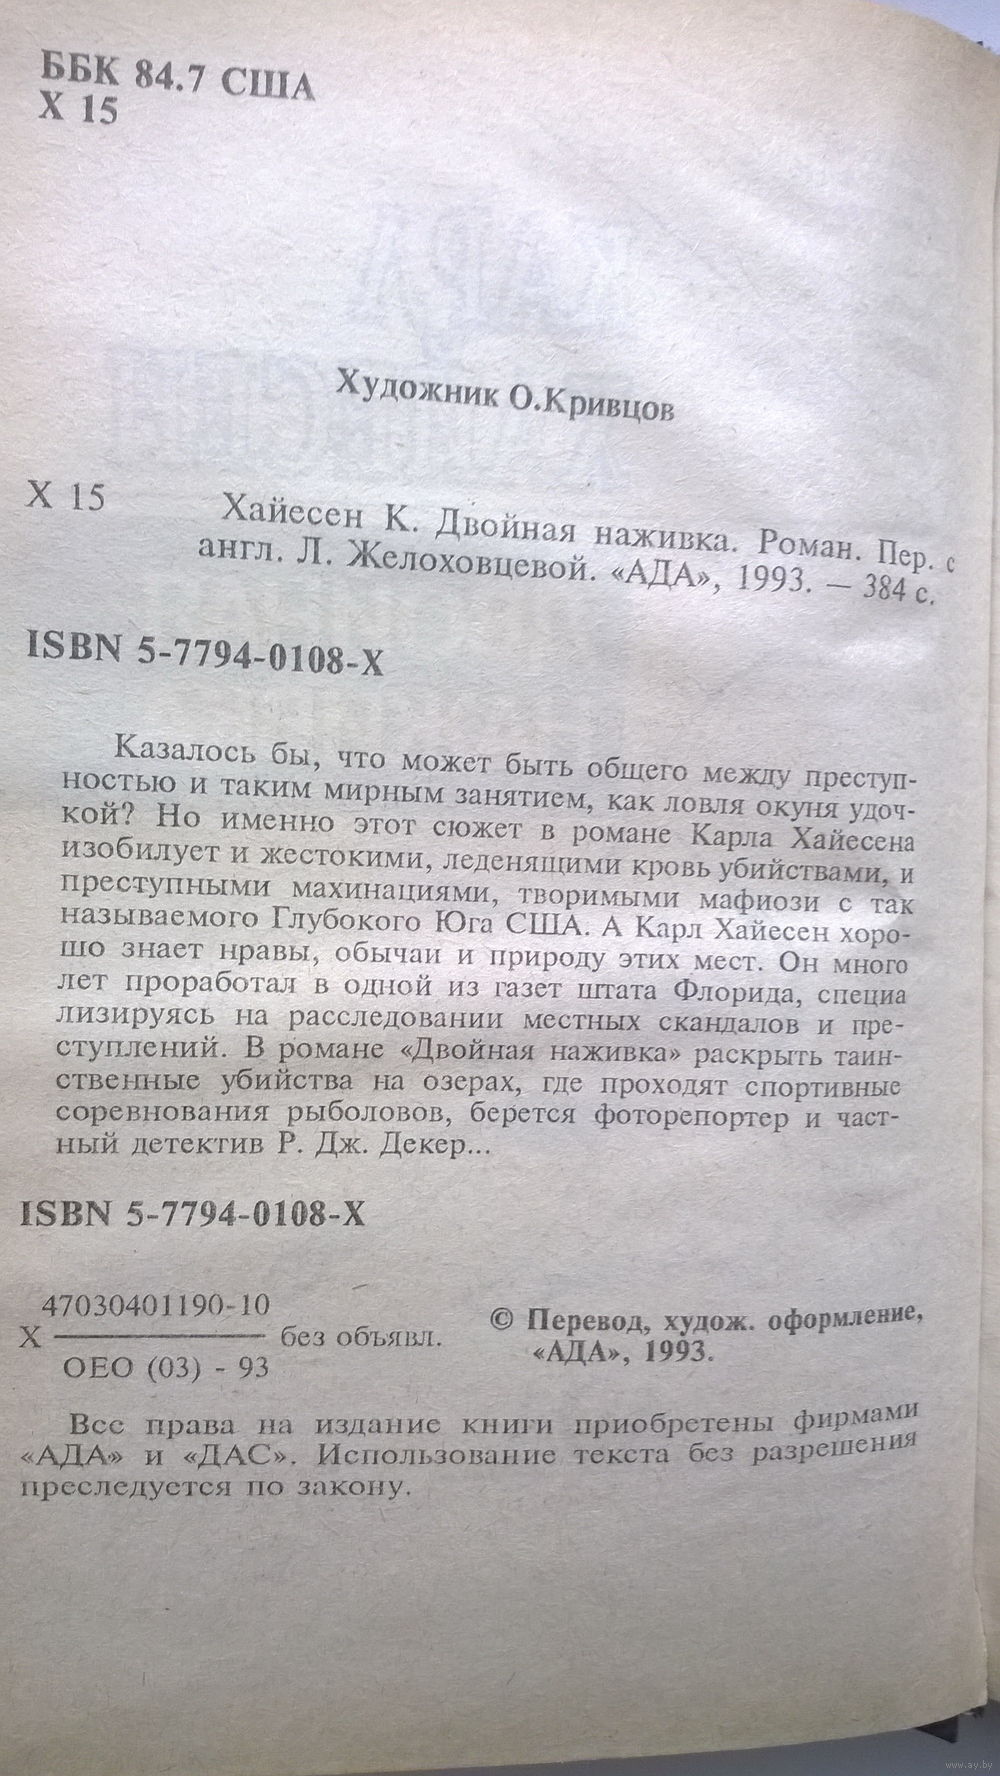 ББК 84.7 США
Х 15
Художник О.Кривцов
Х 15 Хайесен К. Двойная наживка. Роман. Пер. с
англ. Л. Желоховцевой. «АДА», 1993. — 384 с.
ISBN 5-7794-0108-X
Казалось бы, что может быть общего между преступ-
ностью и таким мирным занятием, как ловля окуня удоч-
кой? Но именно этот сюжет в романе Карла Хайесена
изобилует и жестокими, леденящими кровь убийствами, и
преступными махинациями, творимыми мафиози с так
называемого Глубокого Юга США. А Карл Хайесен хоро-
шо знает нравы, обычаи и природу этих мест. Он много
лет проработал в одной из газет штата Флорида, специа
лизируясь на расследовании местных скандалов и пре-
ступлений. В романе «Двойная наживка» раскрыть таин-
ственные убийства на озерах, где проходят спортивные
соревнования рыболовов, берется фоторепортер и част-
ный детектив Р. Дж. Декер...
ISBN 5-7794-0108-X
47030401190-10
Х ———— без объявл.
ОЕО (03) - 93
© Перевод, худож. оформление,
«АДА», 1993.
Все права на издание книги приобретены фирмами
«АДА» и «ДАС». Использование текста без разрешения
преследуется по закону.
www.ay.by